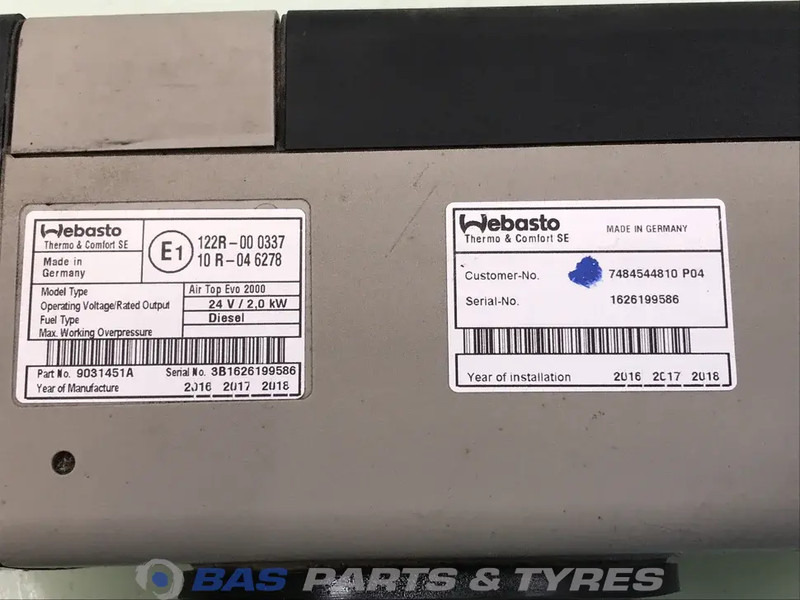 Webasto
Thermo & Comfort SE
Made in
Germany
E1
122R-00 0337
10 R-04 6278
Model Type Air Top Evo 2000
Operating Voltage/Rated Output 24 V / 2,0 kW
Fuel Type Diesel
Max. Working Overpressure
Part No. 9031451A Serial No. 3B1626199586
Year of Manufacture 2016 2017 2018
Webasto
Thermo & Comfort SE
MADE IN GERMANY
Customer-No. 7484544810 P04
Serial-No. 1626199586
Year of installation 2016 2017 2018
BAS PARTS & TYRES